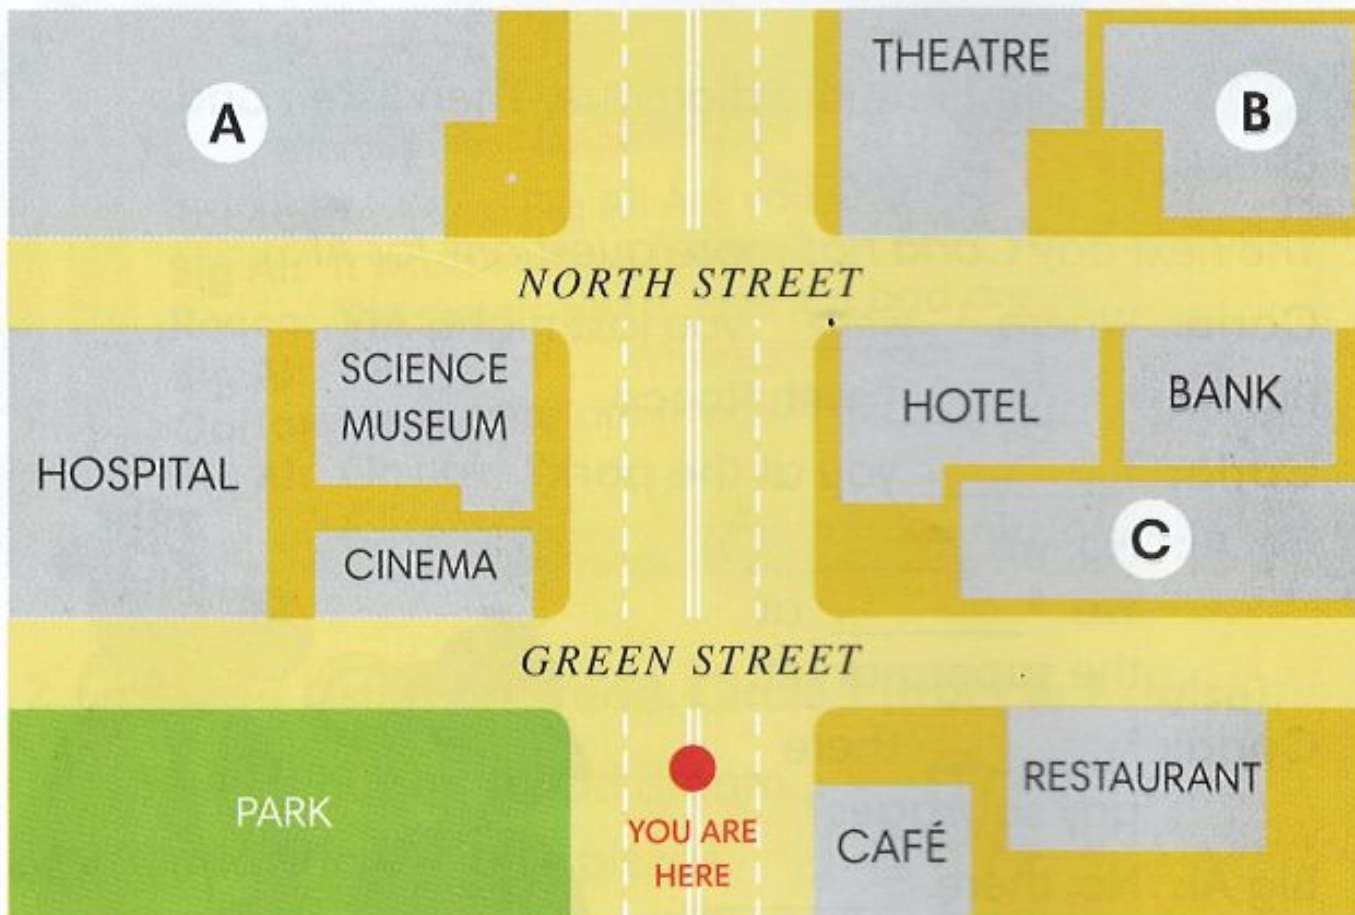 A
THEATRE
B
NORTH STREET
SCIENCE
MUSEUM
HOTEL
BANK
HOSPITAL
C
CINEMA
GREEN STREET
PARK
YOU ARE
HERE
RESTAURANT
CAFÉ